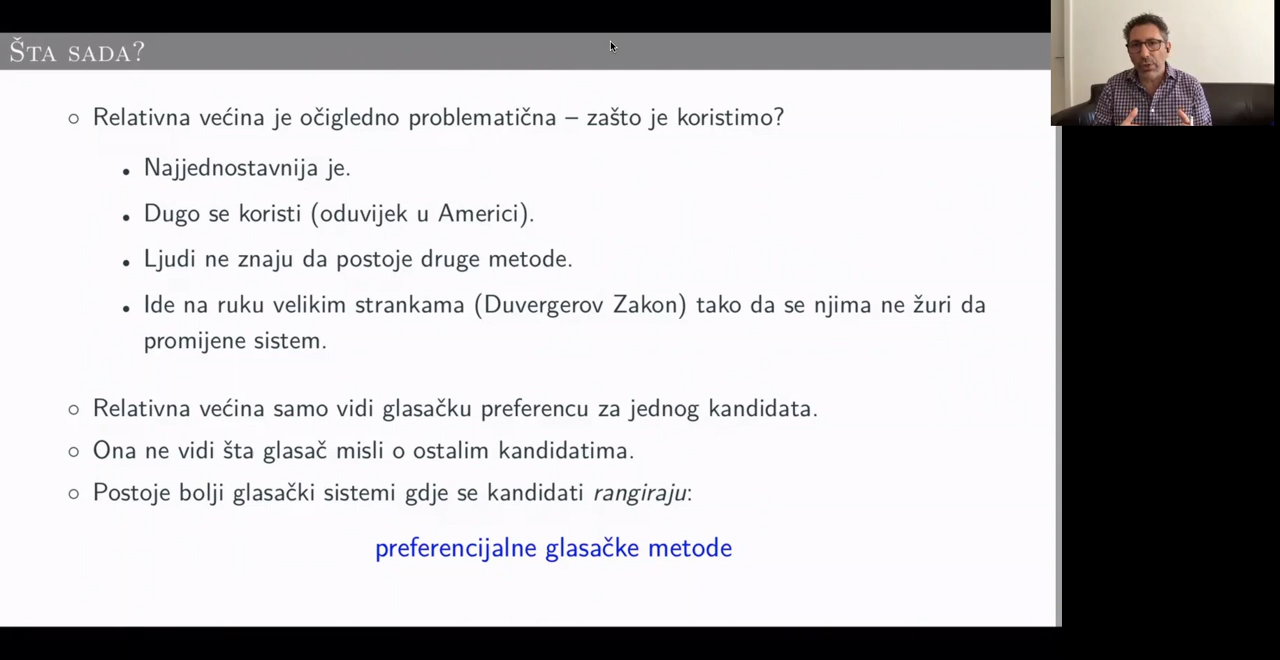 Šta sada?
○ Relativna većina je očigledno problematična – zašto je koristimo?
• Najjednostavnija je.
• Dugo se koristi (oduvijek u Americi).
• Ljudi ne znaju da postoje druge metode.
• Ide na ruku velikim strankama (Duvergerov Zakon) tako da se njima ne žuri da
promijene sistem.
○ Relativna većina samo vidi glasačku preferencu za jednog kandidata.
○ Ona ne vidi šta glasač misli o ostalim kandidatima.
○ Postoje bolji glasački sistemi gdje se kandidati rangiraju:
preferencijalne glasačke metode